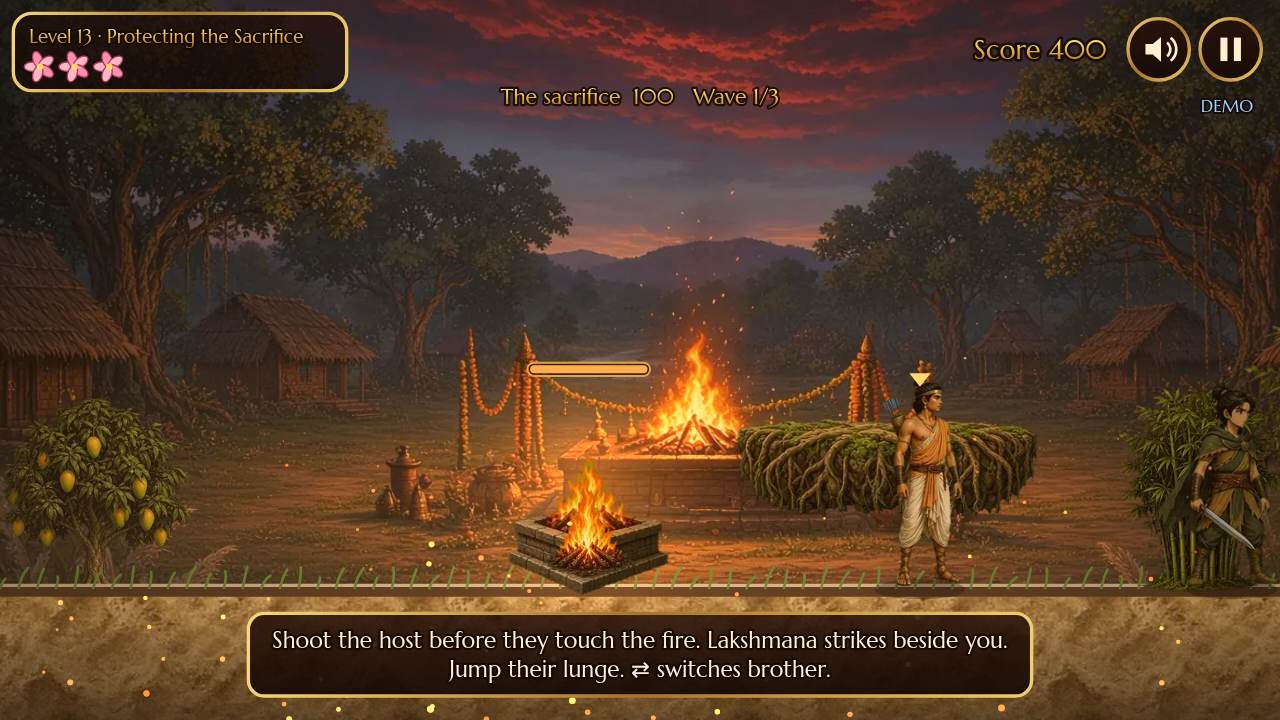 Level 13 · Protecting the Sacrifice
Score 400
The sacrifice 100 Wave 1/3
DEMO
Shoot the host before they touch the fire. Lakshmana strikes beside you.
Jump their lunge. ⇄ switches brother.